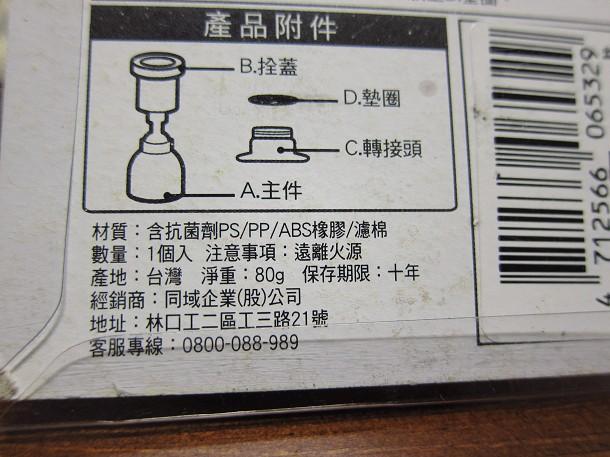 產品附件
B.拴蓋
D.墊圈
C.轉接頭
A.主件
材質：含抗菌劑PS/PP/ABS橡膠/濾棉
數量：1個入 注意事項：遠離火源
產地：台灣 淨重：80g 保存期限：十年
經銷商：同域企業(股)公司
地址：林口工二區工三路21號
客服專線：0800-088-989
4 712566 065329